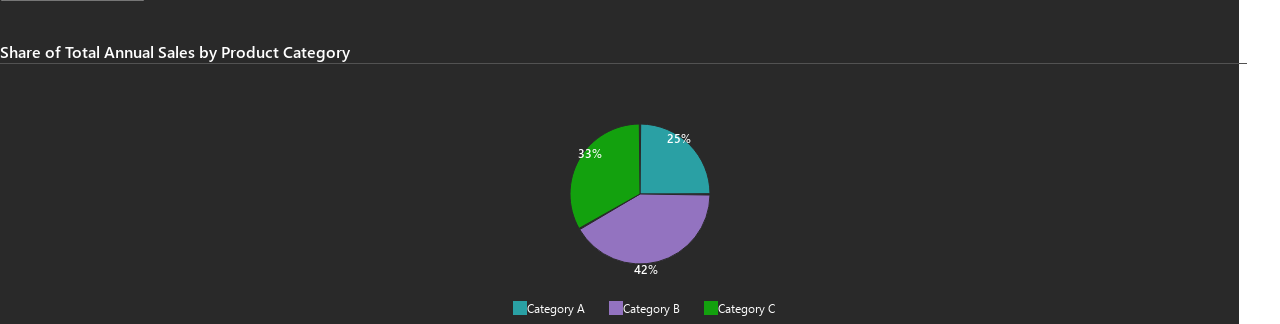 Share of Total Annual Sales by Product Category
25%
33%
42%
Category A
Category B
Category C